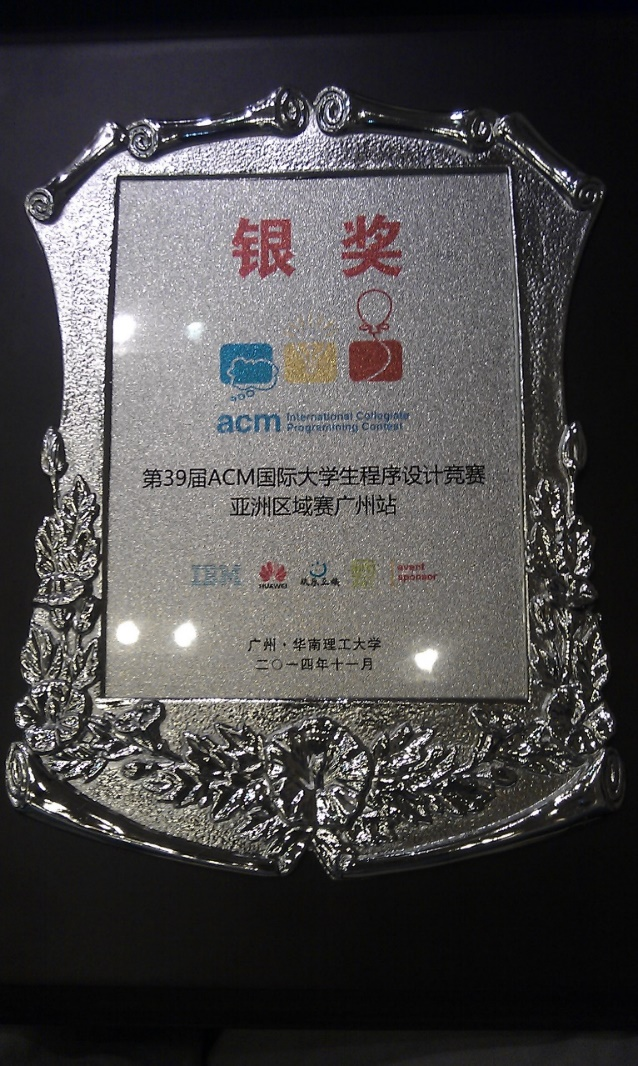 银奖
acm International Collegiate
Programming Contest
第39届ACM国际大学生程序设计竞赛
亚洲区域赛广州站
IBM HUAWEI event
sponsor
广州·华南理工大学
二〇一四年十一月